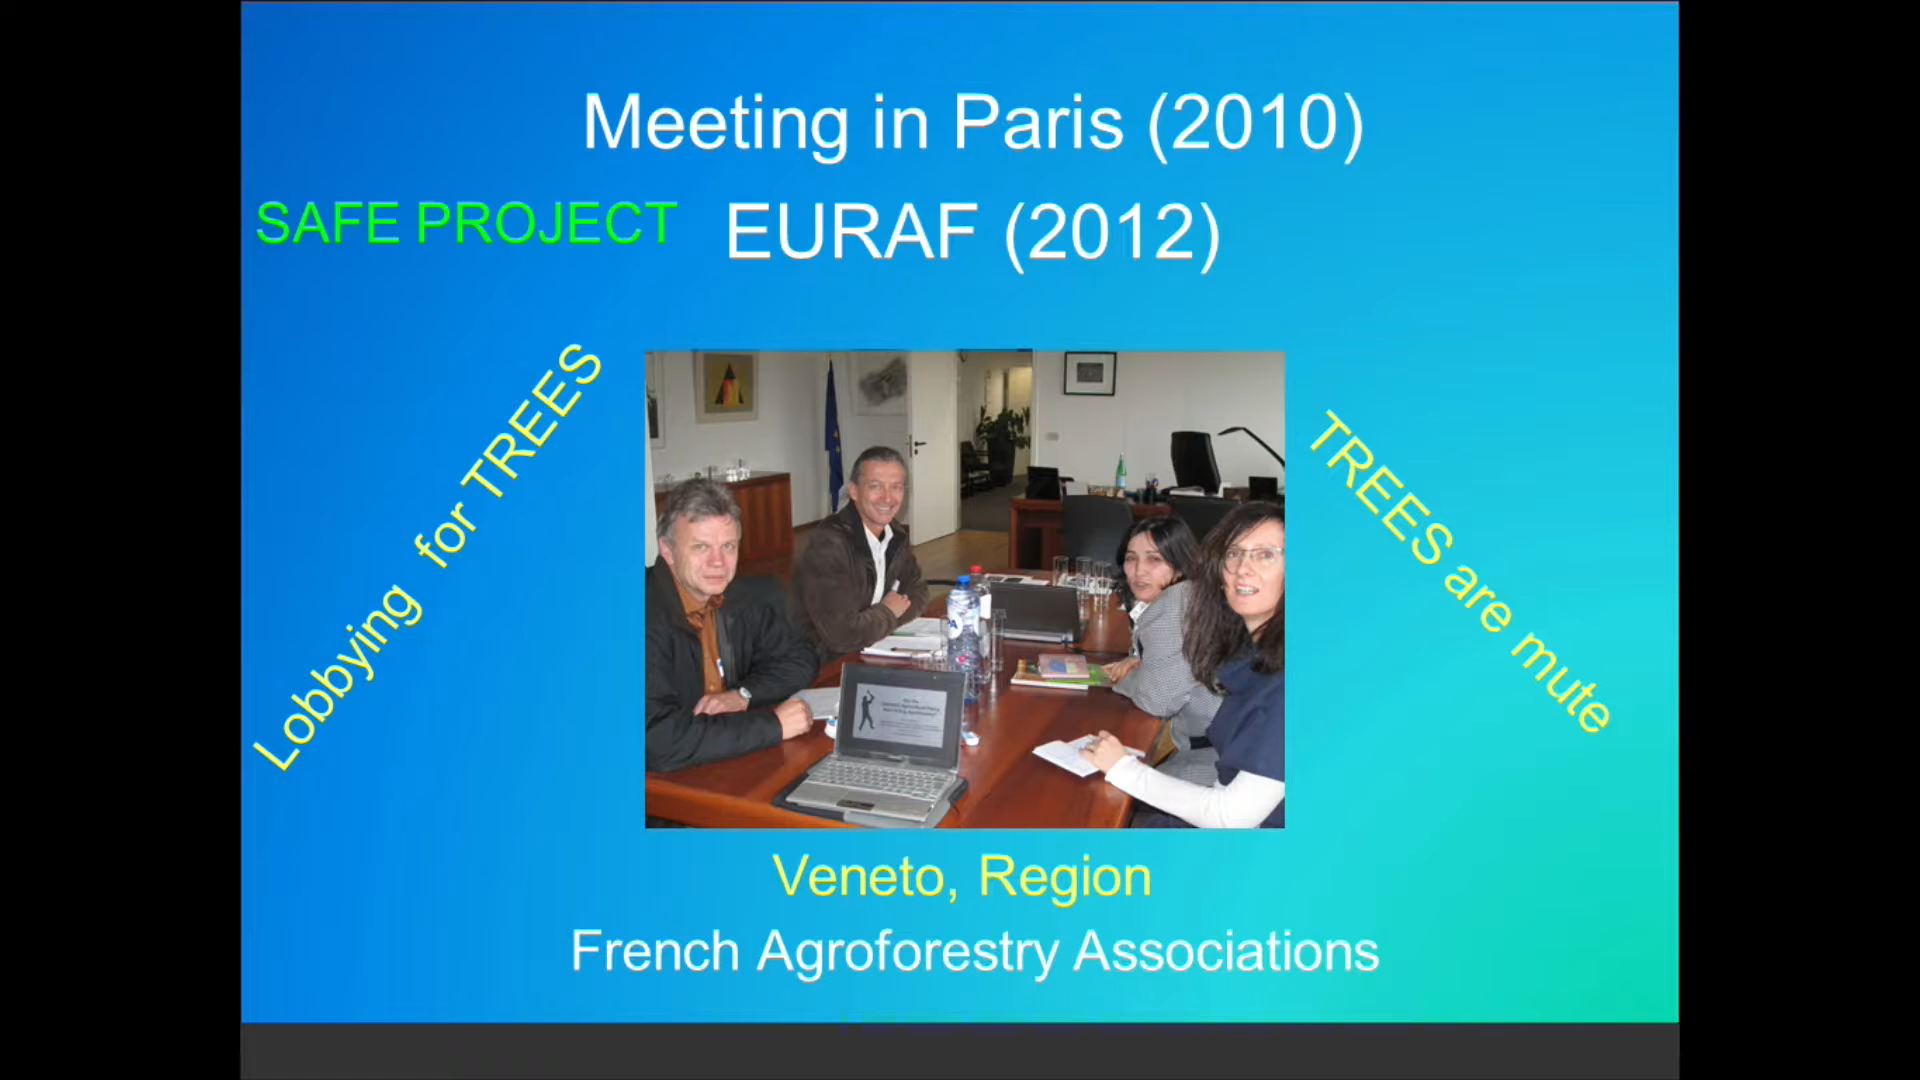 Meeting in Paris (2010)
SAFE PROJECT
EURAF (2012)
Lobbying for TREES
TREES are mute
Veneto, Region
French Agroforestry Associations